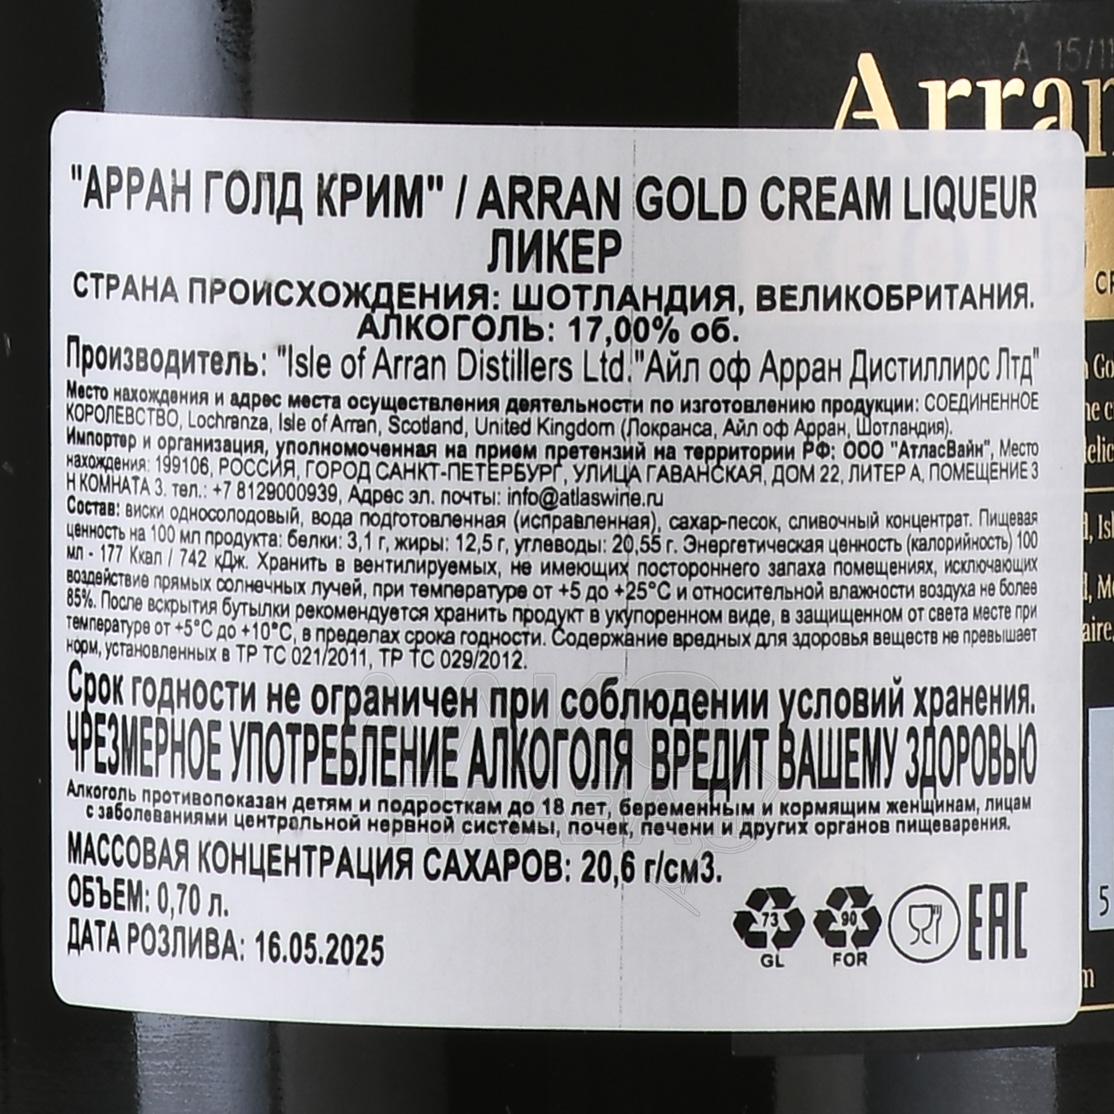 А 15/11
Arran
"АРРАН ГОЛД КРИМ" / ARRAN GOLD CREAM LIQUEUR
ЛИКЕР
СТРАНА ПРОИСХОЖДЕНИЯ: ШОТЛАНДИЯ, ВЕЛИКОБРИТАНИЯ.
АЛКОГОЛЬ: 17,00% об.
Производитель: "Isle of Arran Distillers Ltd."Айл оф Арран Дистиллирс Лтд"
Место нахождения и адрес места осуществления деятельности по изготовлению продукции: СОЕДИНЕННОЕ
КОРОЛЕВСТВО, Lochranza, Isle of Arran, Scotland, United Kingdom (Локранса, Айл оф Арран, Шотландия).
Импортер и организация, уполномоченная на прием претензий на территории РФ: ООО "АтласВайн", Место
нахождения: 199106, РОССИЯ, ГОРОД САНКТ-ПЕТЕРБУРГ, УЛИЦА ГАВАНСКАЯ, ДОМ 22, ЛИТЕР А, ПОМЕЩЕНИЕ 3
Н КОМНАТА 3. тел.: +7 8129000939, Адрес эл. почты: info@atlaswine.ru
Состав: виски односолодовый, вода подготовленная (исправленная), сахар-песок, сливочный концентрат. Пищевая
ценность на 100 мл продукта: белки: 3,1 г, жиры: 12,5 г, углеводы: 20,55 г. Энергетическая ценность (калорийность) 100
мл - 177 Ккал / 742 кДж. Хранить в вентилируемых, не имеющих постороннего запаха помещениях, исключающих
воздействие прямых солнечных лучей, при температуре от +5 до +25°С и относительной влажности воздуха не более
85%. После вскрытия бутылки рекомендуется хранить продукт в укупоренном виде, в защищенном от света месте при
температуре от +5°С до +10°С, в пределах срока годности. Содержание вредных для здоровья веществ не превышает
норм, установленных в ТР ТС 021/2011, ТР ТС 029/2012.
Срок годности не ограничен при соблюдении условий хранения.
ЧРЕЗМЕРНОЕ УПОТРЕБЛЕНИЕ АЛКОГОЛЯ ВРЕДИТ ВАШЕМУ ЗДОРОВЬЮ
Алкоголь противопоказан детям и подросткам до 18 лет, беременным и кормящим женщинам, лицам
с заболеваниями центральной нервной системы, почек, печени и других органов пищеварения.
МАССОВАЯ КОНЦЕНТРАЦИЯ САХАРОВ: 20,6 г/см3.
ОБЪЕМ: 0,70 л.
ДАТА РОЗЛИВА: 16.05.2025
73 90 EAC
GL FOR